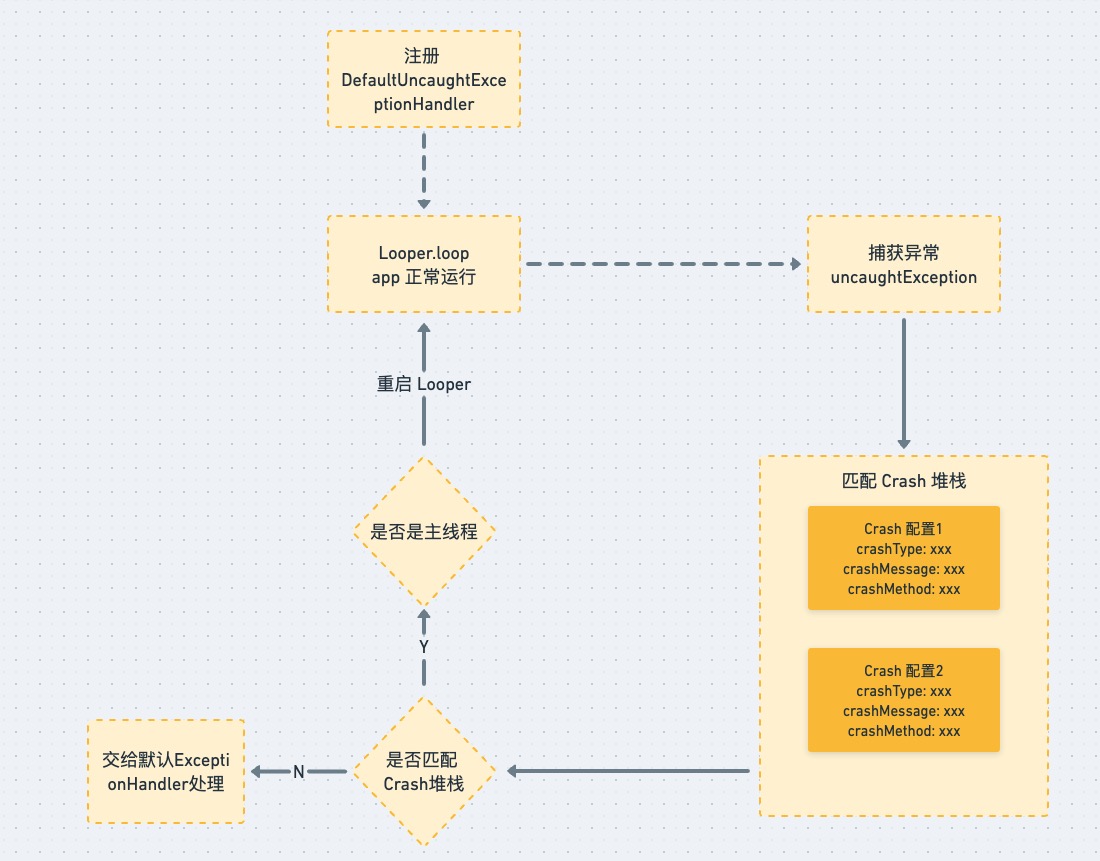 注册
DefaultUncaughtExce
ptionHandler
Looper.loop
app 正常运行
捕获异常
uncaughtException
重启 Looper
匹配 Crash 堆栈
Crash 配置1
crashType: xxx
crashMessage: xxx
crashMethod: xxx
是否是主线程
Y
Crash 配置2
crashType: xxx
crashMessage: xxx
crashMethod: xxx
是否匹配
Crash堆栈
N
交给默认Excepti
onHandler处理